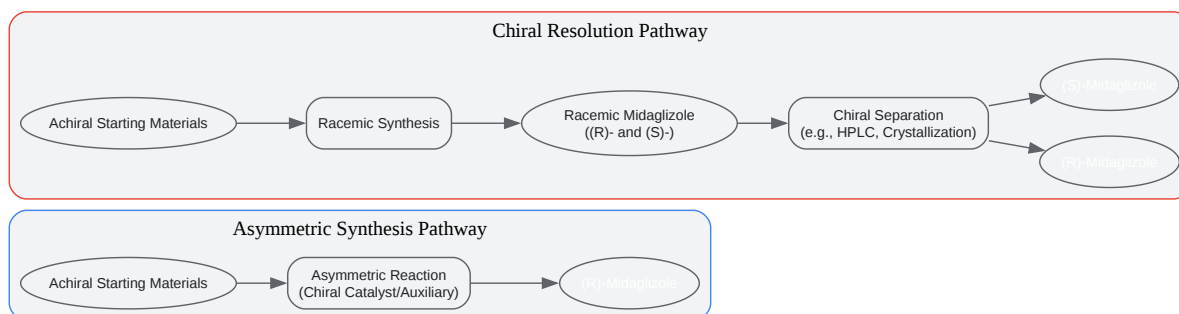 Chiral Resolution Pathway
Achiral Starting Materials
Racemic Synthesis
Racemic Midaglizole
((R)- and (S)-)
Chiral Separation
(e.g., HPLC, Crystallization)
(S)-Midaglizole
(R)-Midaglizole
Asymmetric Synthesis Pathway
Achiral Starting Materials
Asymmetric Reaction
(Chiral Catalyst/Auxiliary)
(R)-Midaglizole